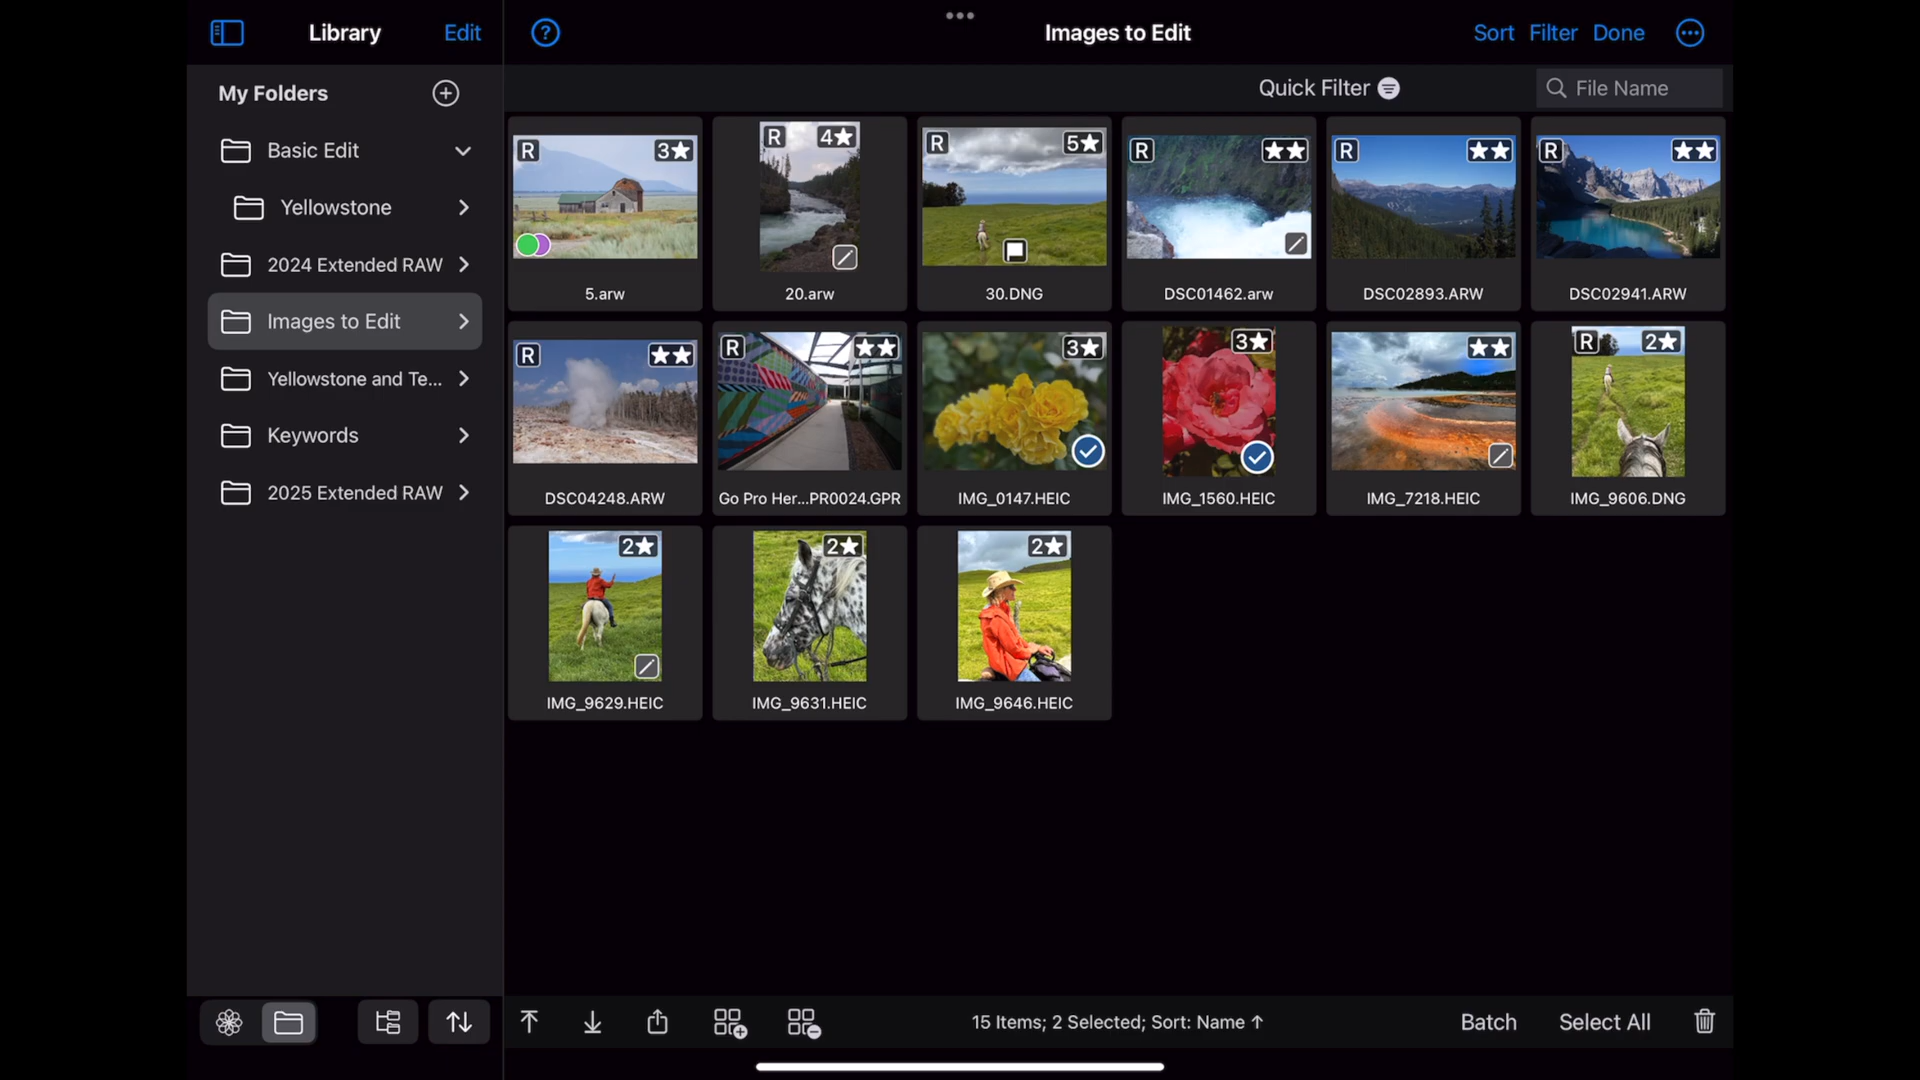 Library
Edit
?
Images to Edit
Sort
Filter
Done
My Folders
Quick Filter
File Name
Basic Edit
Yellowstone
2024 Extended RAW
Images to Edit
Yellowstone and Te...
Keywords
2025 Extended RAW
R 3★
R 4★
R 5★
R ★★
R ★★
R ★★
5.arw
20.arw
30.DNG
DSC01462.arw
DSC02893.ARW
DSC02941.ARW
R ★★
R ★★
3★
3★
★★
R 2★
DSC04248.ARW
Go Pro Her...PR0024.GPR
IMG_0147.HEIC
IMG_1560.HEIC
IMG_7218.HEIC
IMG_9606.DNG
2★
2★
2★
IMG_9629.HEIC
IMG_9631.HEIC
IMG_9646.HEIC
15 Items; 2 Selected; Sort: Name ↑
Batch
Select All